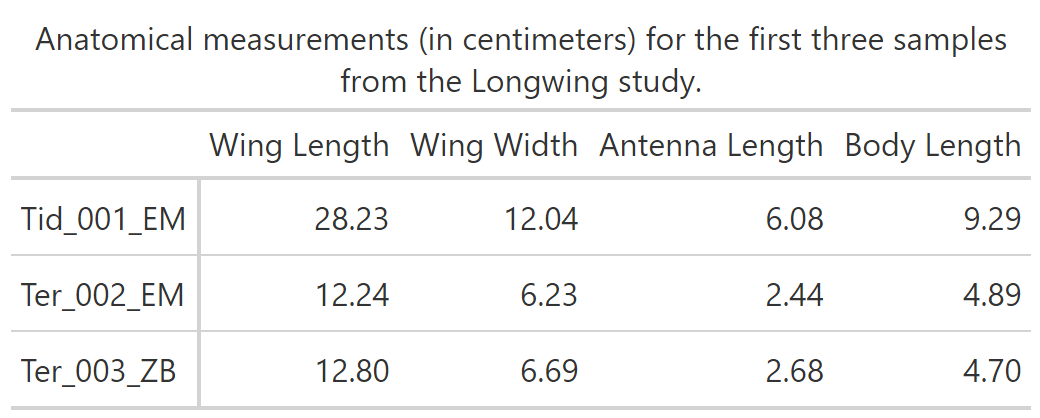 Anatomical measurements (in centimeters) for the first three samples
from the Longwing study.
Wing Length Wing Width Antenna Length Body Length
Tid_001_EM 28.23 12.04 6.08 9.29
Ter_002_EM 12.24 6.23 2.44 4.89
Ter_003_ZB 12.80 6.69 2.68 4.70